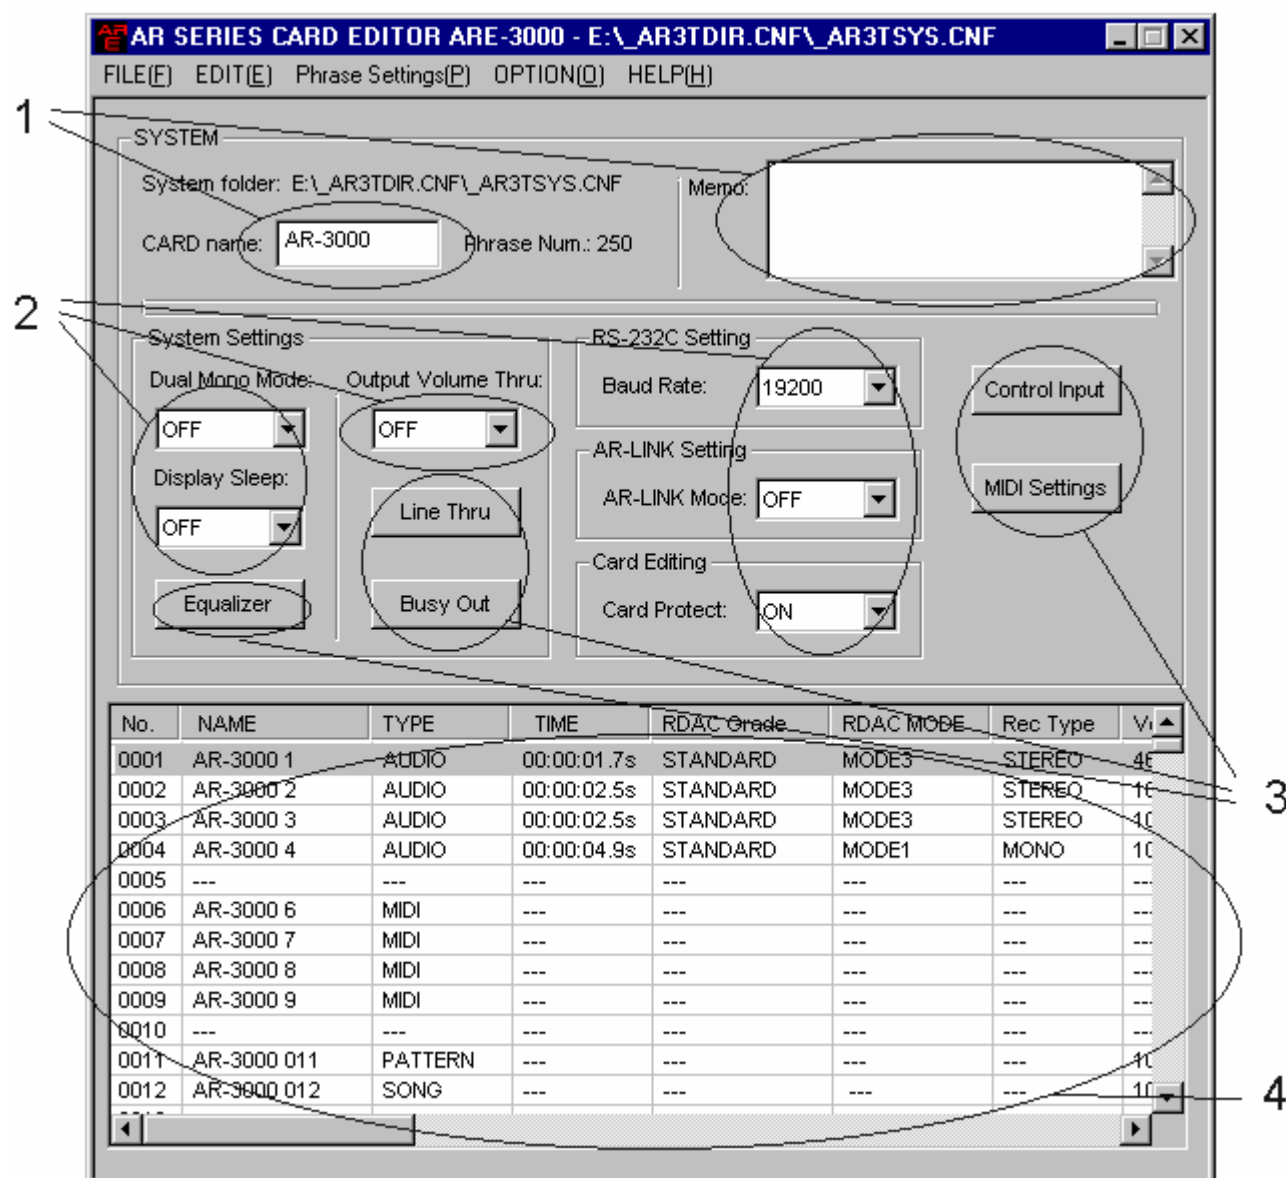 AR SERIES CARD EDITOR ARE-3000 - E:\_AR3TDIR.CNF\_AR3TSYS.CNF
FILE(F) EDIT(E) Phrase Settings(P) OPTION(O) HELP(H)
1
SYSTEM
System folder: E:\_AR3TDIR.CNF\_AR3TSYS.CNF
Memo:
CARD name: AR-3000 Phrase Num.: 250
2
System Settings
Dual Mono Mode: Output Volume Thru:
OFF OFF
Display Sleep:
OFF
Line Thru
Equalizer
Busy Out
RS-232C Setting
Baud Rate: 19200
AR-LINK Setting
AR-LINK Mode: OFF
Card Editing
Card Protect: ON
Control Input
MIDI Settings
3
No. NAME TYPE TIME RDAC Grade RDAC MODE Rec Type
0001 AR-3000 1 AUDIO 00:00:01.7s STANDARD MODE3 STEREO
0002 AR-3000 2 AUDIO 00:00:02.5s STANDARD MODE3 STEREO
0003 AR-3000 3 AUDIO 00:00:02.5s STANDARD MODE3 STEREO
0004 AR-3000 4 AUDIO 00:00:04.9s STANDARD MODE1 MONO
0005 --- --- --- --- --- --- ---
0006 AR-3000 6 MIDI --- --- --- --- ---
0007 AR-3000 7 MIDI --- --- --- --- ---
0008 AR-3000 8 MIDI --- --- --- --- ---
0009 AR-3000 9 MIDI --- --- --- --- ---
0010 --- --- --- --- --- --- ---
0011 AR-3000 011 PATTERN --- --- --- ---
0012 AR-3000 012 SONG --- --- --- ---
4